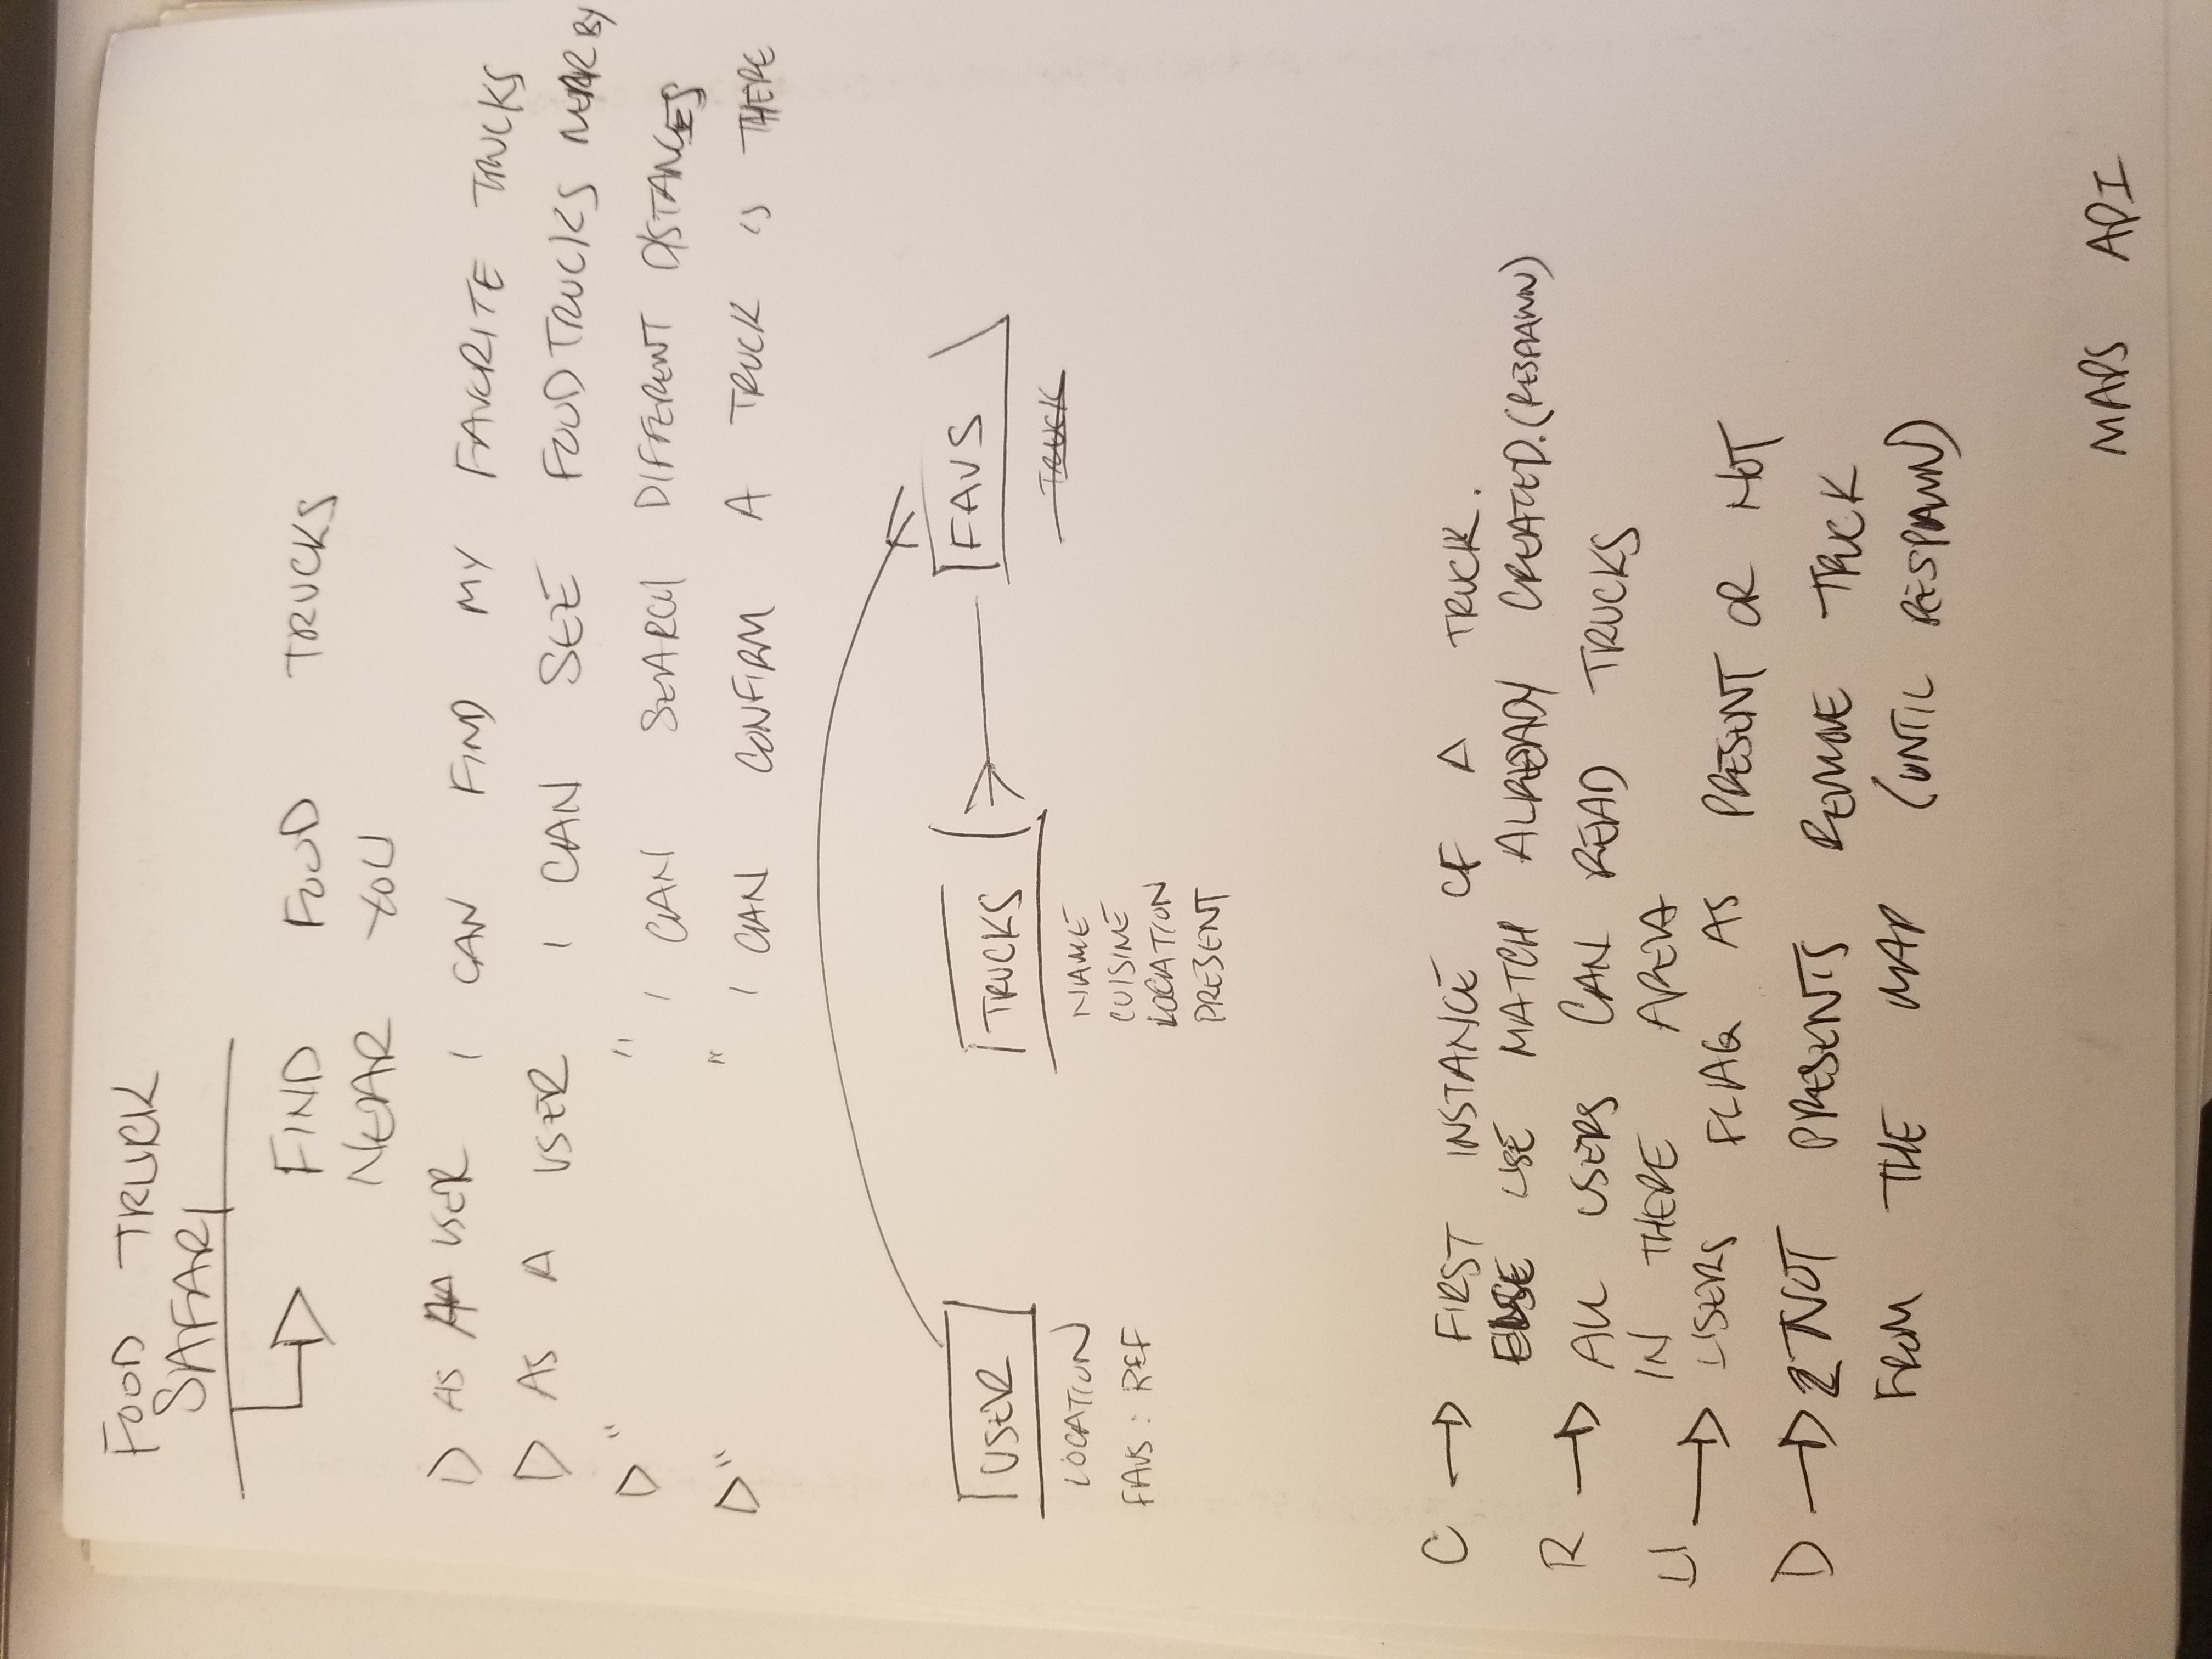 FOOD TRUCK
SAFARI
FIND FOOD TRUCKS
NEAR YOU
AS A USER I CAN FIND MY FAVORITE TRUCKS
AS A USER I CAN SEE FOOD TRUCKS NEAR BY
" " I CAN SEARCH DIFFERENT DISTANCES
" " I CAN CONFIRM A TRUCK IS THERE
USER
TRUCKS
FAVS
LOCATION
FAVS : REF
NAME
CUISINE
LOCATION
PRESENT
TRUCK
C → FIRST INSTANCE OF A TRUCK.
ELSE USE MATCH ALREADY CREATED. (RESPAWN)
R → ALL USERS CAN READ TRUCKS
IN THERE AREA
U → USERS FLAG AS PRESENT OR NOT
D → 2 NOT PRESENTS REMOVE TRUCK
FROM THE MAP (UNTIL RESPAWN)
MAPS API